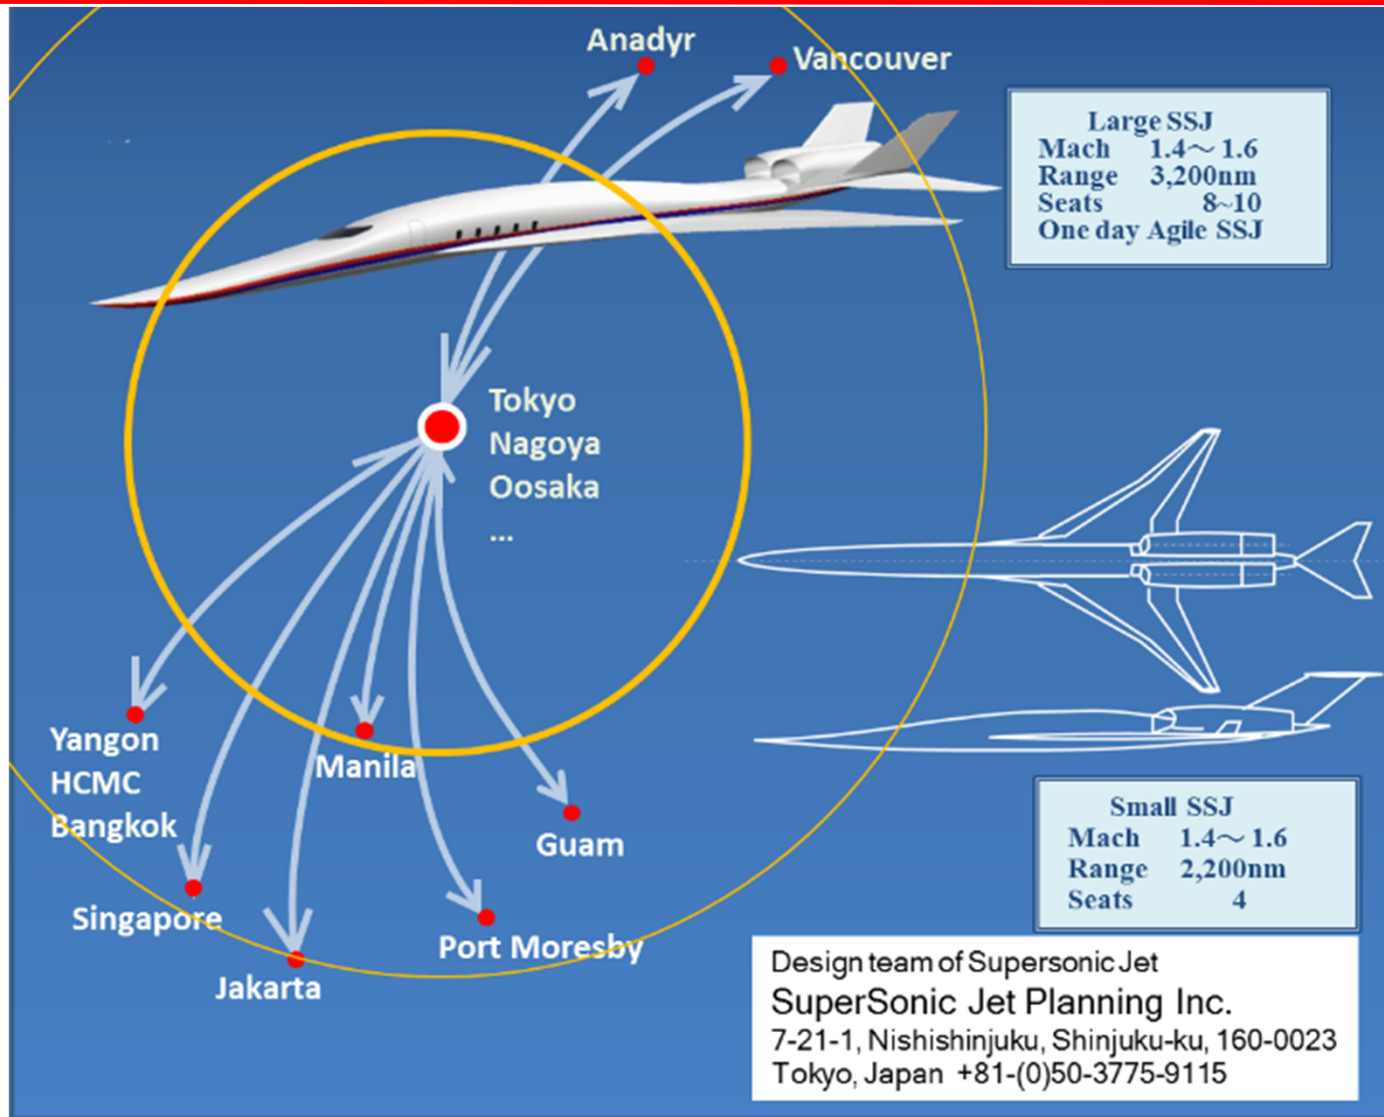 Anadyr
Vancouver
Large SSJ
Mach 1.4～1.6
Range 3,200nm
Seats 8~10
One day Agile SSJ
Tokyo
Nagoya
Oosaka
...
Yangon
HCMC
Bangkok
Manila
Guam
Singapore
Port Moresby
Jakarta
Small SSJ
Mach 1.4～1.6
Range 2,200nm
Seats 4
Design team of Supersonic Jet
SuperSonic Jet Planning Inc.
7-21-1, Nishishinjuku, Shinjuku-ku, 160-0023
Tokyo, Japan +81-(0)50-3775-9115